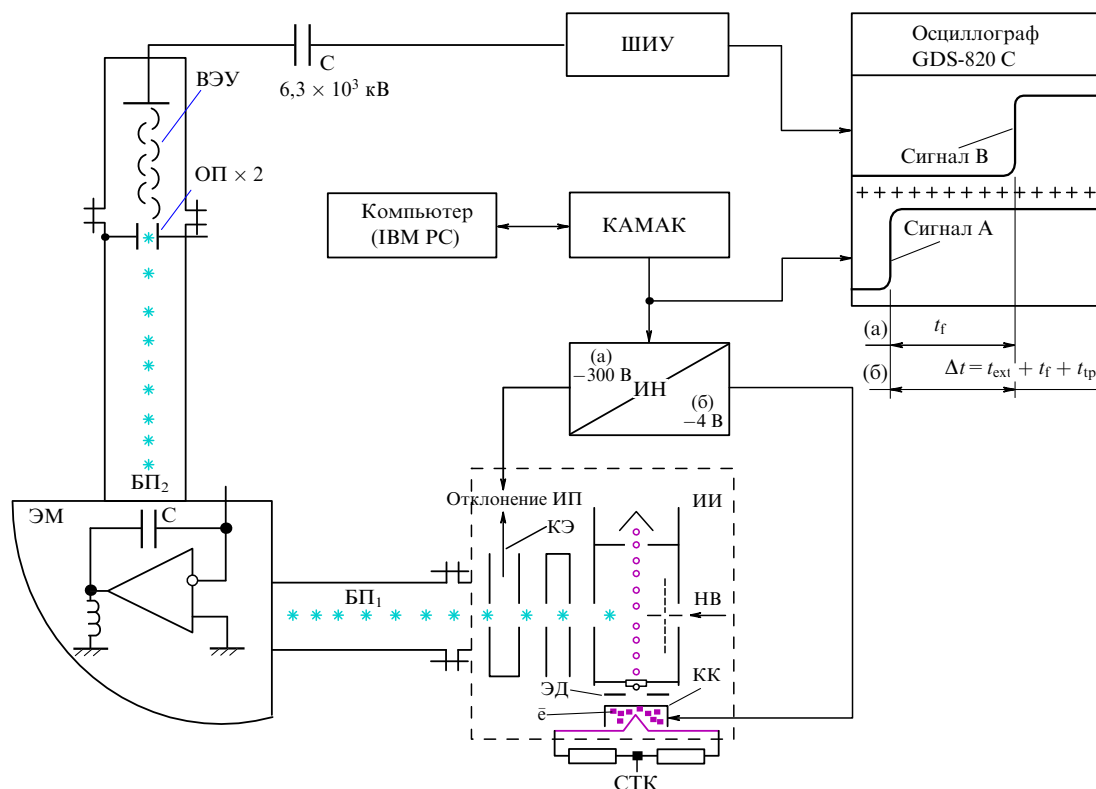 ВЭУ
ОП × 2
C
6,3 × 10³ кВ
ШИУ
Осциллограф
GDS-820 C
Сигнал B
+ + + + + + + + + + + + +
Сигнал A
Компьютер
(IBM PC)
КАМАК
(а)
t_f
(б)
Δt = t_ext + t_f + t_tp
(а)
−300 В
ИН
(б)
−4 В
БП₂
ЭМ
C
Отклонение ИП
ИИ
КЭ
БП₁
НВ
ЭД
КК
ē
СТК